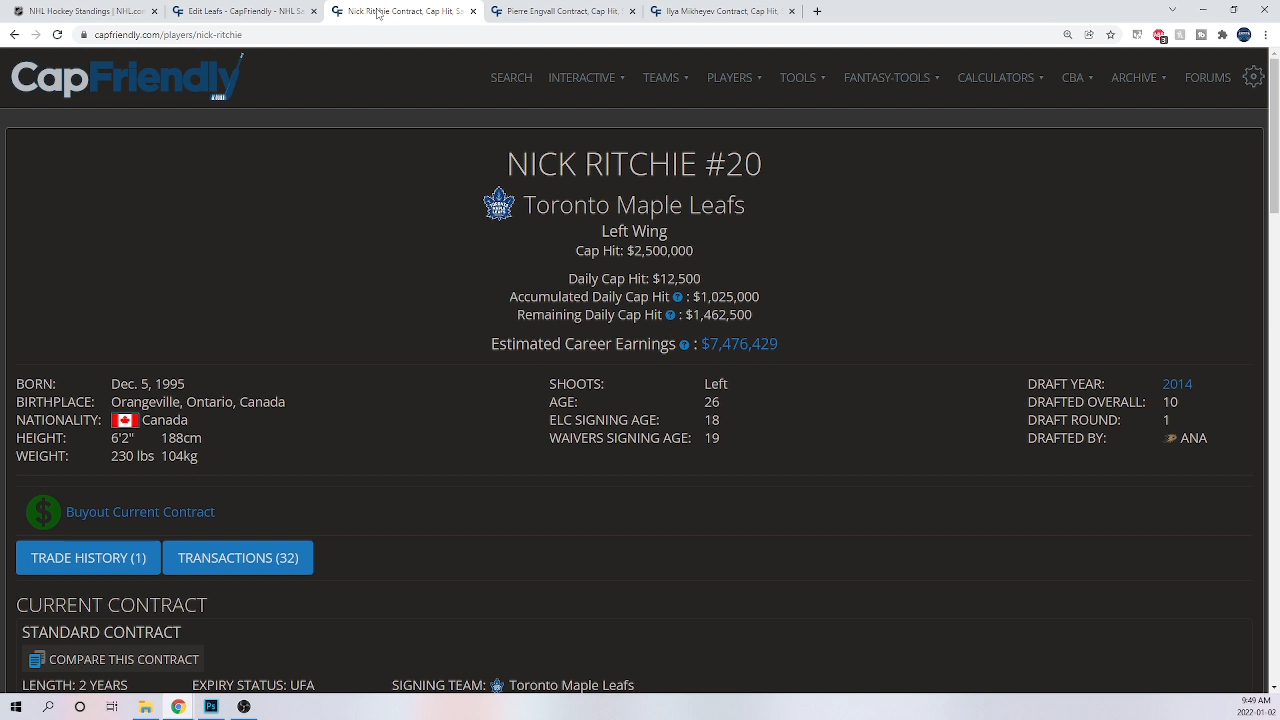 NHL Hockey Standings | NHL.com
Edit Leafs - CapFriendly - NHL Sa
Nick Ritchie Contract, Cap Hit, Sa
Pierre Engvall Contract, Cap Hit, S
Ilya Mikheyev Contract, Cap Hit,
capfriendly.com/players/nick-ritchie
3
CapFriendly
SEARCH INTERACTIVE TEAMS PLAYERS TOOLS FANTASY-TOOLS CALCULATORS CBA ARCHIVE FORUMS
NICK RITCHIE #20
Toronto Maple Leafs
Left Wing
Cap Hit: $2,500,000
Daily Cap Hit: $12,500
Accumulated Daily Cap Hit ? : $1,025,000
Remaining Daily Cap Hit ? : $1,462,500
Estimated Career Earnings ? : $7,476,429
BORN: Dec. 5, 1995 SHOOTS: Left DRAFT YEAR: 2014
BIRTHPLACE: Orangeville, Ontario, Canada AGE: 26 DRAFTED OVERALL: 10
NATIONALITY: Canada ELC SIGNING AGE: 18 DRAFT ROUND: 1
HEIGHT: 6'2" 188cm WAIVERS SIGNING AGE: 19 DRAFTED BY: ANA
WEIGHT: 230 lbs 104kg
$ Buyout Current Contract
TRADE HISTORY (1) TRANSACTIONS (32)
CURRENT CONTRACT
STANDARD CONTRACT
COMPARE THIS CONTRACT
LENGTH: 2 YEARS EXPIRY STATUS: UFA SIGNING TEAM: Toronto Maple Leafs
Ps
9:49 AM
2022-01-02